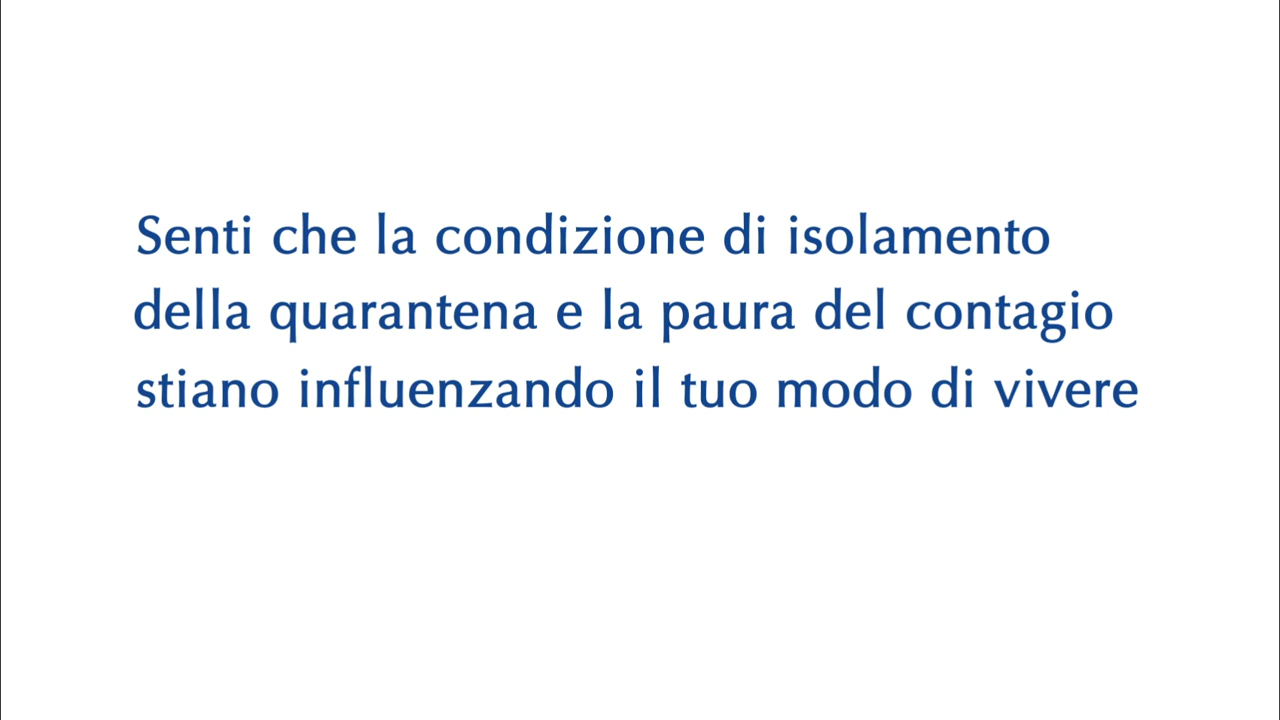 Senti che la condizione di isolamento
della quarantena e la paura del contagio
stiano influenzando il tuo modo di vivere